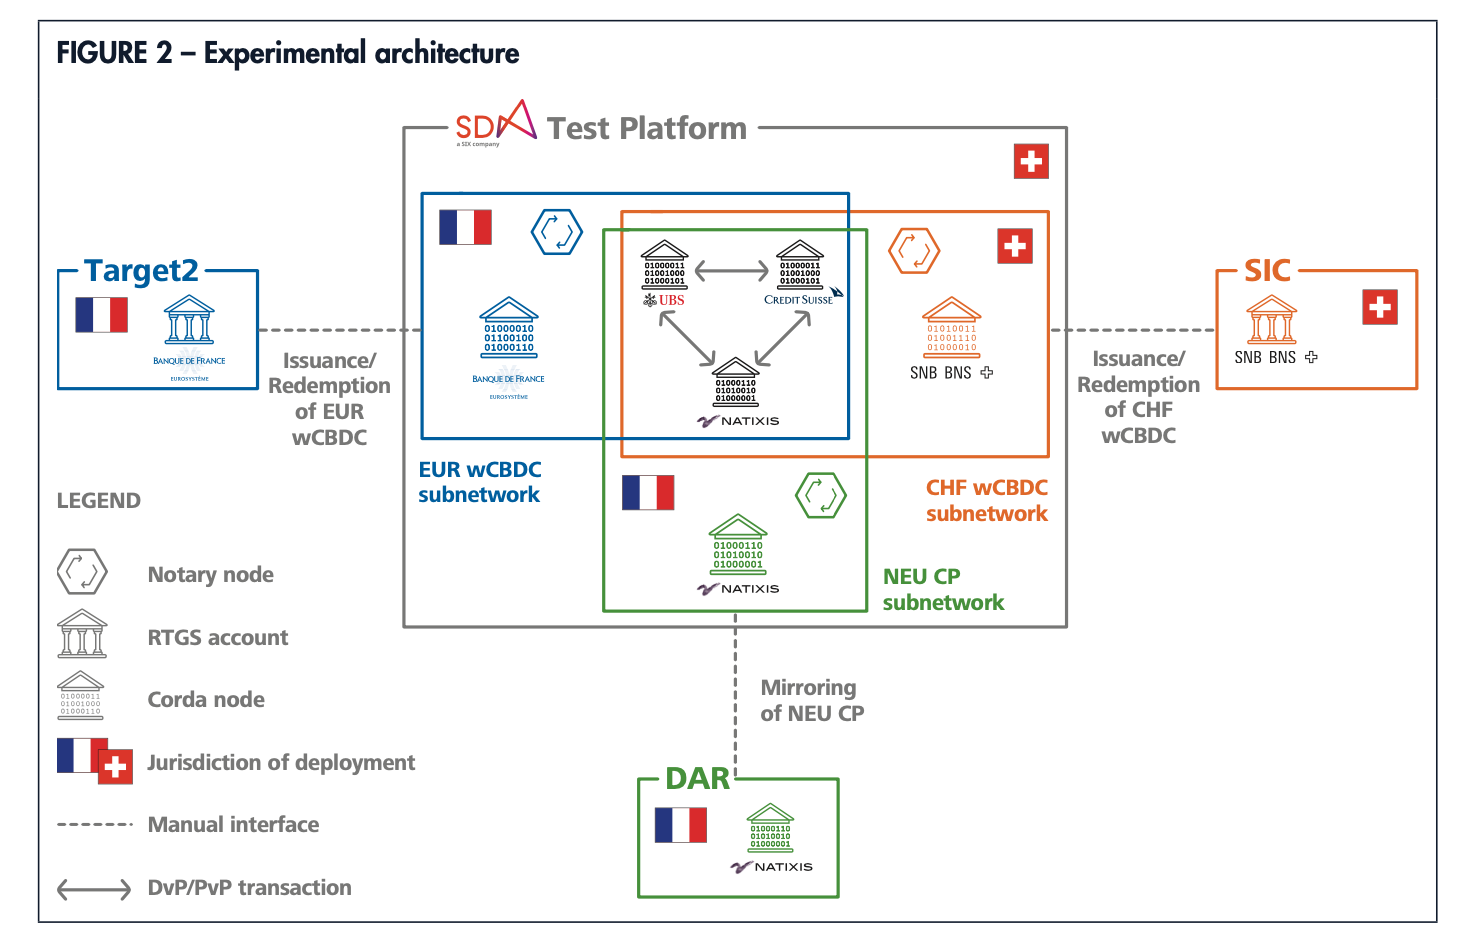 FIGURE 2 – Experimental architecture
SDX Test Platform
a SIX company
Target2
BANQUE DE FRANCE
EUROSYSTÈME
Issuance/
Redemption
of EUR
wCBDC
01000010
01100100
01000110
BANQUE DE FRANCE
EUROSYSTÈME
01000011
01001000
01000101
UBS
01000011
01001000
01000101
CREDIT SUISSE
01000110
01010010
01000001
NATIXIS
01010011
01001110
01000010
SNB BNS
Issuance/
Redemption
of CHF
wCBDC
SIC
SNB BNS
EUR wCBDC
subnetwork
CHF wCBDC
subnetwork
01000110
01010010
01000001
NATIXIS
NEU CP
subnetwork
Mirroring
of NEU CP
DAR
01000110
01010010
01000001
NATIXIS
LEGEND
Notary node
RTGS account
01000011
01001000
01000110
Corda node
Jurisdiction of deployment
Manual interface
DvP/PvP transaction